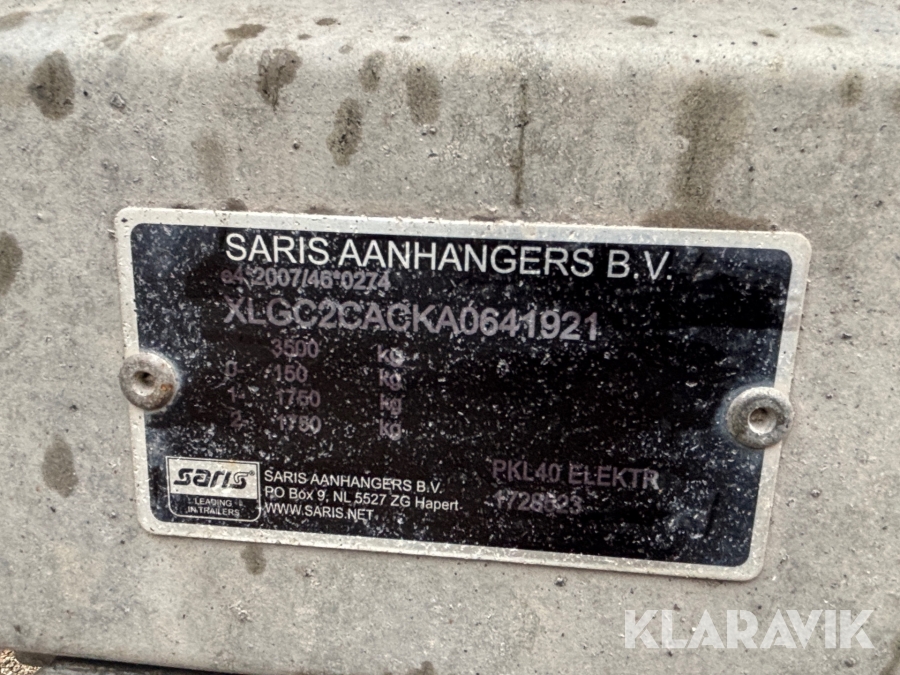 SARIS AANHANGERS B.V.
e4*2007/46*0274
XLGC2CACKA0641921
3500 kg
0- 150 kg
1- 1750 kg
2- 1750 kg
saris
LEADING
IN TRAILERS
SARIS AANHANGERS B.V.
PO Box 9, NL 5527 ZG Hapert
WWW.SARIS.NET
PKL40 ELEKTR
KLARAVIK